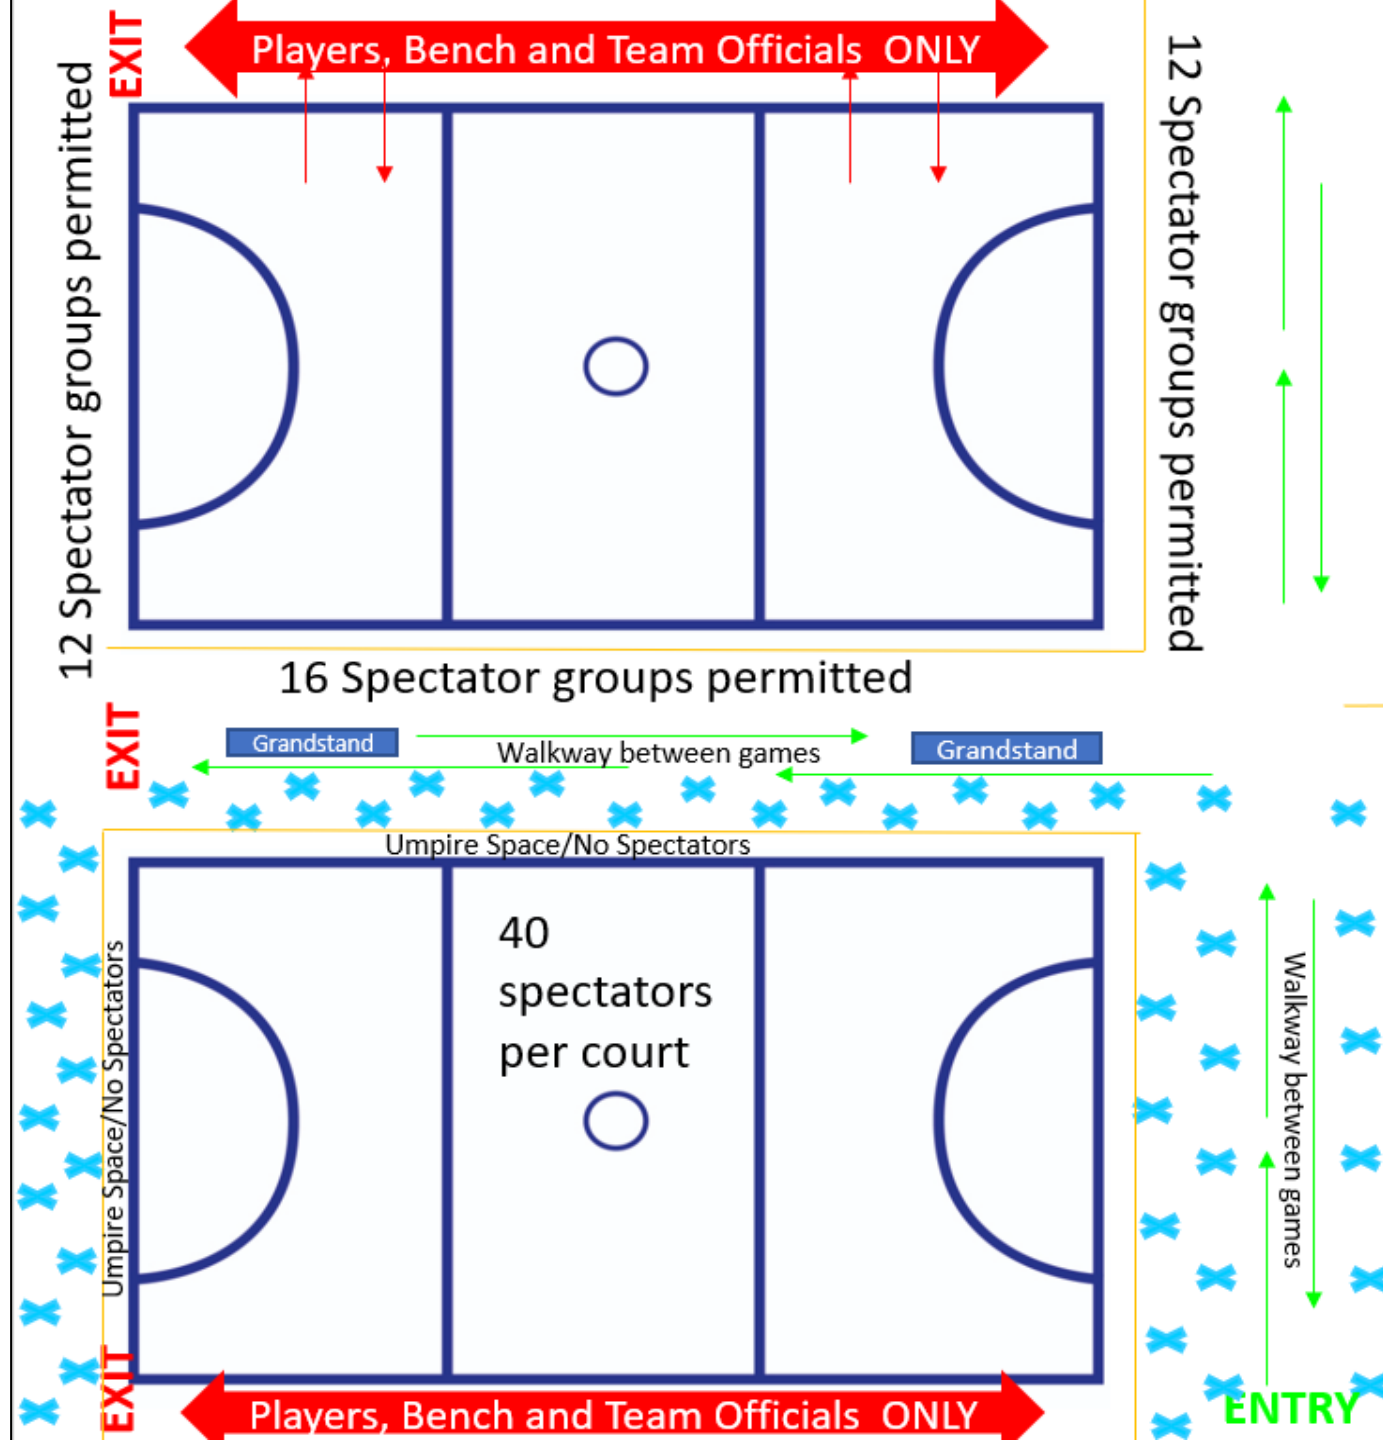 EXIT
Players, Bench and Team Officials  ONLY
12 Spectator groups permitted
12 Spectator groups permitted
16 Spectator groups permitted
EXIT
Grandstand
Walkway between games
Grandstand
Umpire Space/No Spectators
40
spectators
per court
Umpire Space/No Spectators
Walkway between games
EXIT
Players, Bench and Team Officials  ONLY
ENTRY